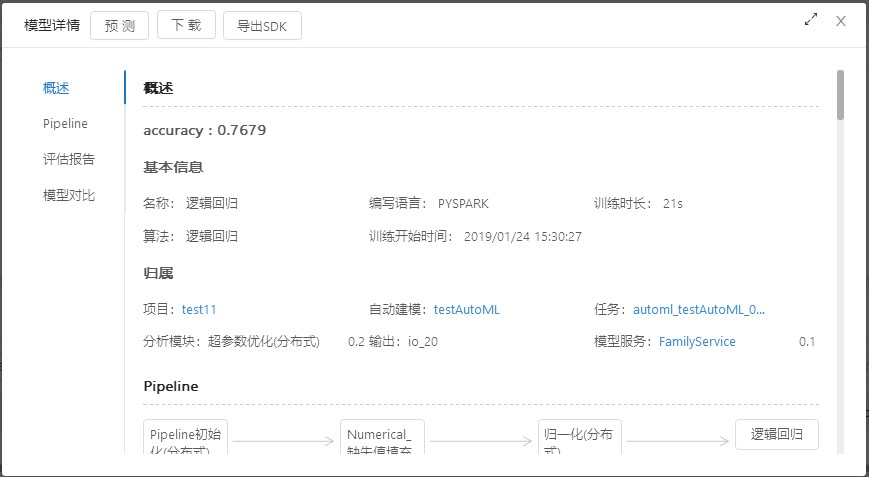 模型详情 预 测 下 载 导出SDK
概述
Pipeline
评估报告
模型对比
概述
accuracy : 0.7679
基本信息
名称： 逻辑回归 编写语言： PYSPARK 训练时长： 21s
算法： 逻辑回归 训练开始时间： 2019/01/24 15:30:27
归属
项目：test11 自动建模：testAutoML 任务：automl_testAutoML_0...
分析模块：超参数优化(分布式) 0.2 输出：io_20 模型服务：FamilyService 0.1
Pipeline
Pipeline初始
化(分布式)
Numerical_
缺失值填充
归一化(分布
式)
逻辑回归